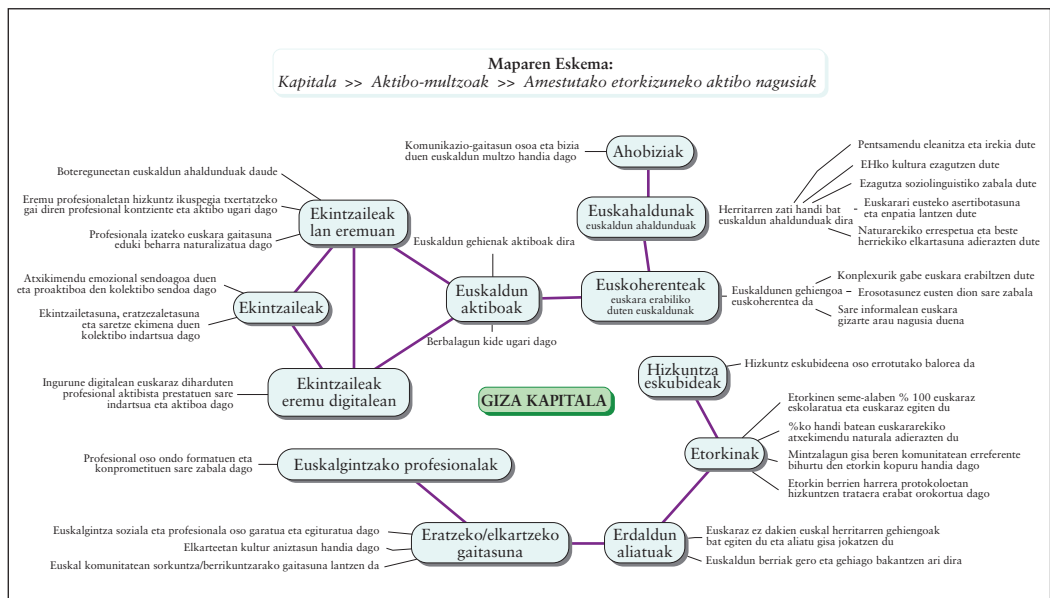 Maparen Eskema:
Kapitala >> Aktibo-multzoak >> Amestutako etorkizuneko aktibo nagusiak
Komunikazio-gaitasun osoa eta bizia
duen euskaldun multzo handia dago
Ahobiziak
Pentsamendu eleanitza eta irekia dute
EHko kultura ezagutzen dute
Ezagutza soziolinguistiko zabala dute
Euskarari eusteko asertibotasuna
eta enpatia lantzen dute
Naturarekiko errespetua eta beste
herriekiko elkartasuna adierazten dute
Herritarren zati handi bat
euskaldun ahaldunduak dira
Euskahaldunak
euskaldun ahaldunduak
Botereguneetan euskaldun ahaldunduak daude
Eremu profesionaletan hizkuntz ikuspegia txertatzeko
gai diren profesional kontziente eta aktibo ugari dago
Profesionala izateko euskara gaitasuna
eduki beharra naturalizatua dago
Ekintzaileak
lan eremuan
Euskaldun gehienak aktiboak dira
Euskaldun
aktiboak
Berbalagun kide ugari dago
Euskoherenteak
euskara erabiliko
duten euskaldunak
Euskaldunen gehiengoa
euskoherentea da
Konplexurik gabe euskara erabiltzen dute
Erosotasunez eusten dion sare zabala
Sare informalean euskara
gizarte arau nagusia duena
Atxikimendu emozional sendoagoa duen
eta proaktiboa den kolektibo sendoa dago
Ekintzailetasuna, eratzezaletasuna
eta saretze ekimena duen
kolektibo indartsua dago
Ekintzaileak
Ingurune digitalean euskaraz diharduten
profesional aktibista prestatuen sare
indartsua eta aktiboa dago
Ekintzaileak
eremu digitalean
GIZA KAPITALA
Hizkuntza
eskubideak
Hizkuntz eskubideena oso errotutako balorea da
Etorkinen seme-alaben % 100 euskaraz
eskolaratua eta euskaraz egiten du
%ko handi batean euskararekiko
atxekimendu naturala adierazten du
Mintzalagun gisa beren komunitatean erreferente
bihurtu den etorkin kopuru handia dago
Etorkin berrien harrera protokoloetan
hizkuntzen trataera erabat orokortua dago
Etorkinak
Profesional oso ondo formatuen eta
konprometituen sare zabala dago
Euskalgintzako profesionalak
Euskalgintza soziala eta profesionala oso garatua eta egituratua dago
Elkarteetan kultur aniztasun handia dago
Euskal komunitatean sorkuntza/berrikuntzarako gaitasuna lantzen da
Eratzeko/elkartzeko
gaitasuna
Erdaldun
aliatuak
Euskaraz ez dakien euskal herritarren gehiengoak
bat egiten du eta aliatu gisa jokatzen du
Euskaldun berriak gero eta gehiago bakantzen ari dira